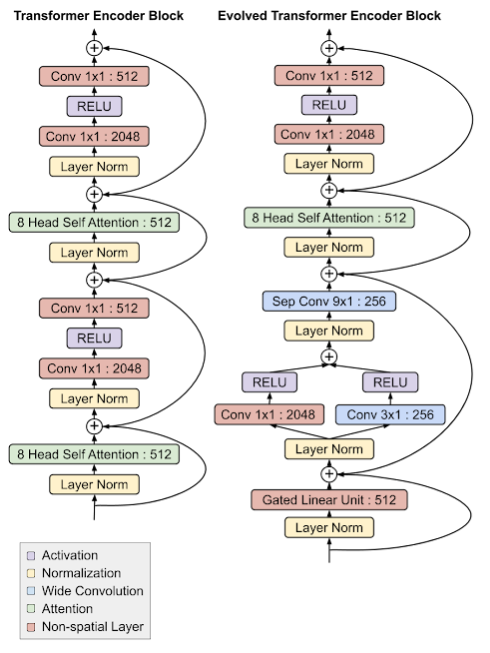 Transformer Encoder Block
Conv 1x1 : 512
RELU
Conv 1x1 : 2048
Layer Norm
8 Head Self Attention : 512
Layer Norm
Conv 1x1 : 512
RELU
Conv 1x1 : 2048
Layer Norm
8 Head Self Attention : 512
Layer Norm
Evolved Transformer Encoder Block
Conv 1x1 : 512
RELU
Conv 1x1 : 2048
Layer Norm
8 Head Self Attention : 512
Layer Norm
Sep Conv 9x1 : 256
Layer Norm
RELU
RELU
Conv 1x1 : 2048
Conv 3x1 : 256
Layer Norm
Gated Linear Unit : 512
Layer Norm
Activation
Normalization
Wide Convolution
Attention
Non-spatial Layer